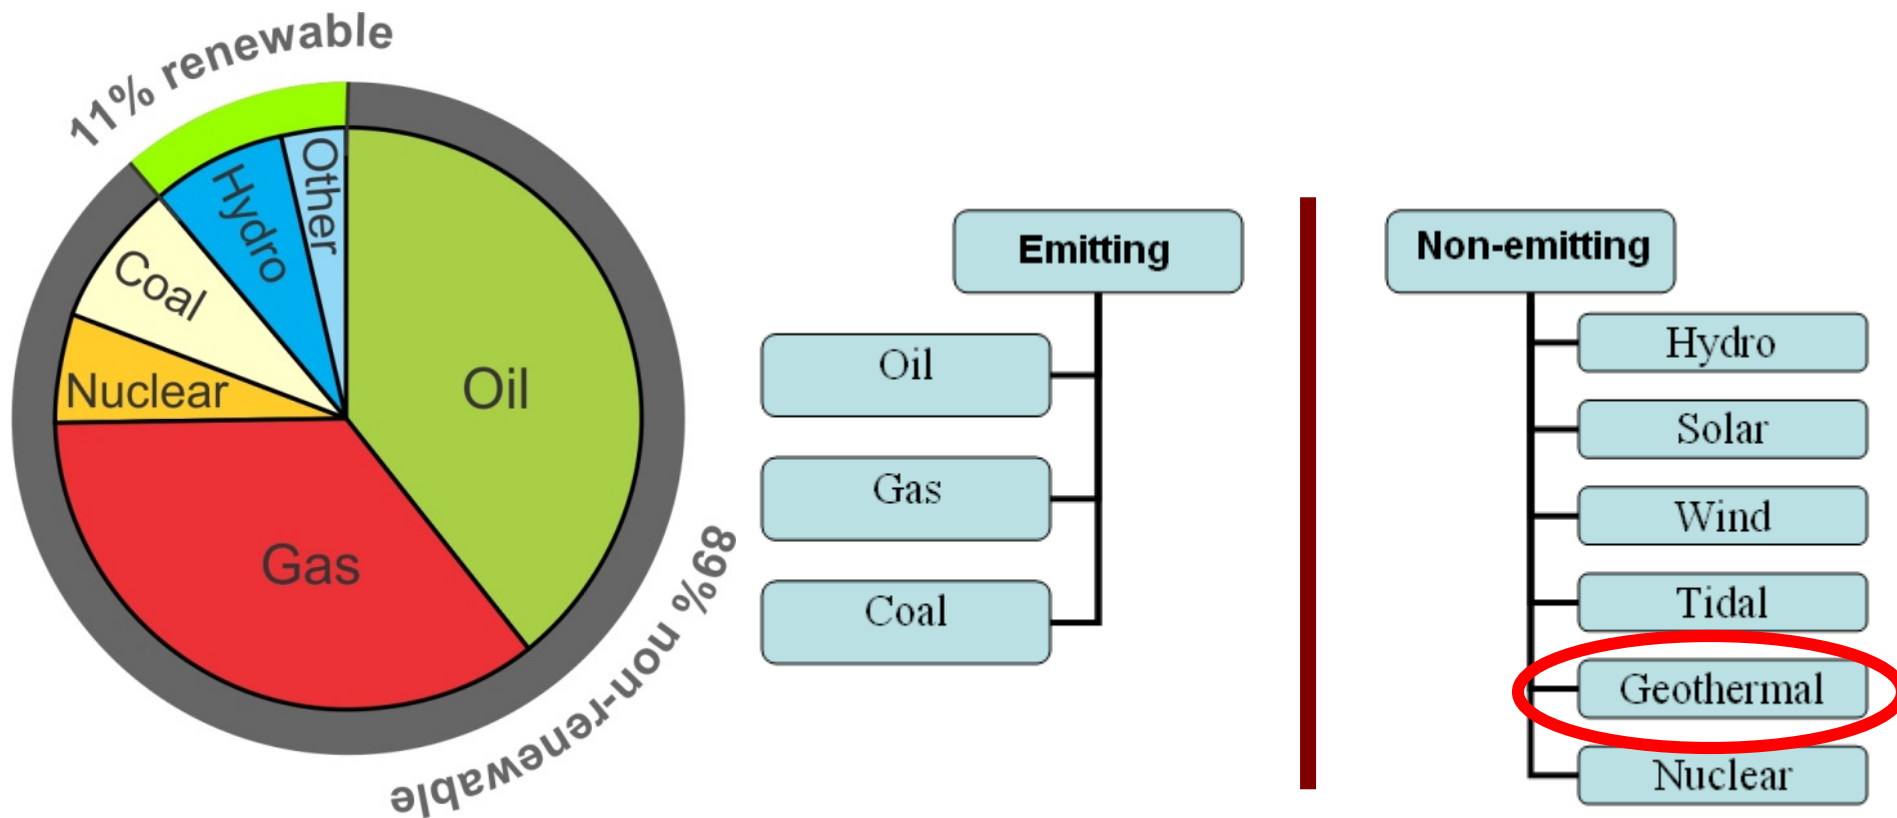 11% renewable
Other
Hydro
Coal
Nuclear
Oil
Gas
89% non-renewable
Emitting
Oil
Gas
Coal
Non-emitting
Hydro
Solar
Wind
Tidal
Geothermal
Nuclear